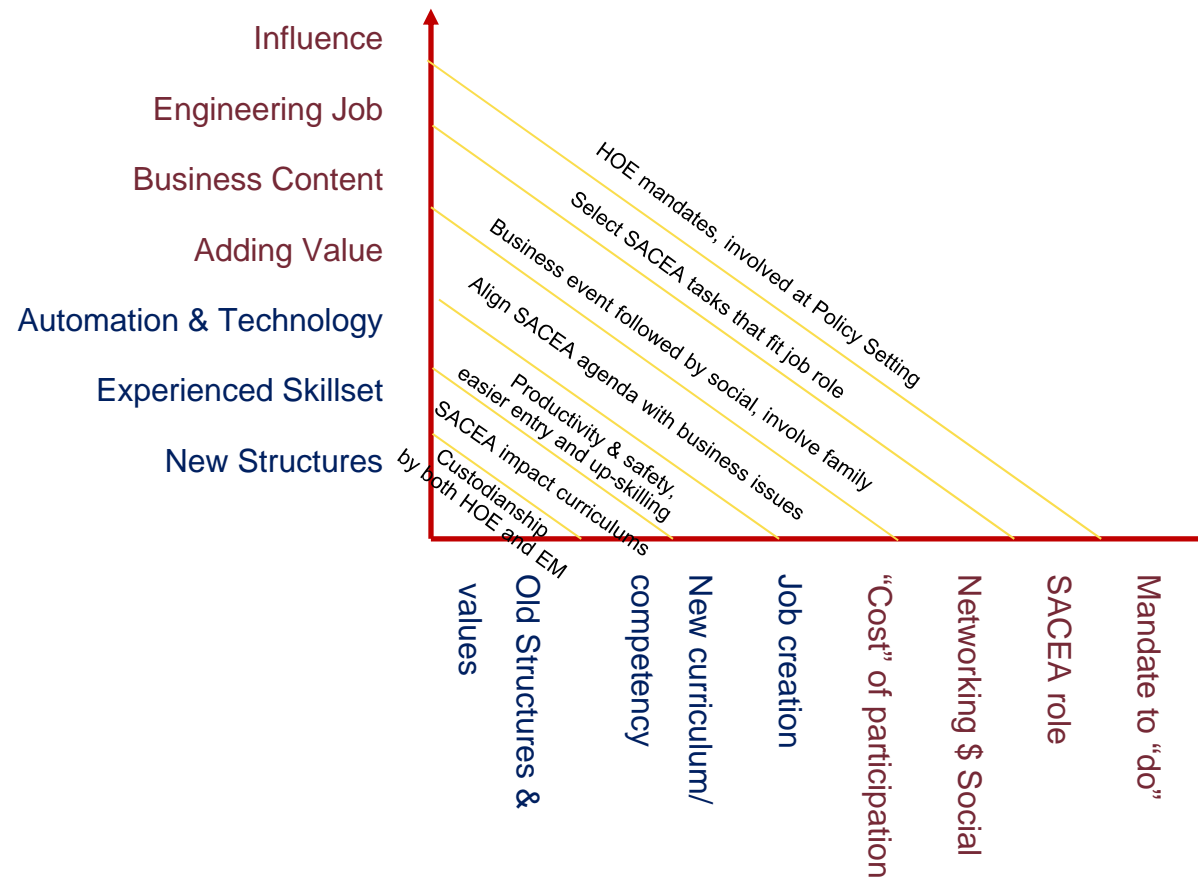 Influence
Engineering Job
Business Content
Adding Value
Automation & Technology
Experienced Skillset
New Structures
HOE mandates, involved at Policy Setting
Select SACEA tasks that fit job role
Business event followed by social, involve family
Align SACEA agenda with business issues
Productivity & safety,
easier entry and up-skilling
SACEA impact curriculums
Custodianship
by both HOE and EM
Old Structures &
values
New curriculum/
competency
Job creation
“Cost” of participation
Networking $ Social
SACEA role
Mandate to “do”